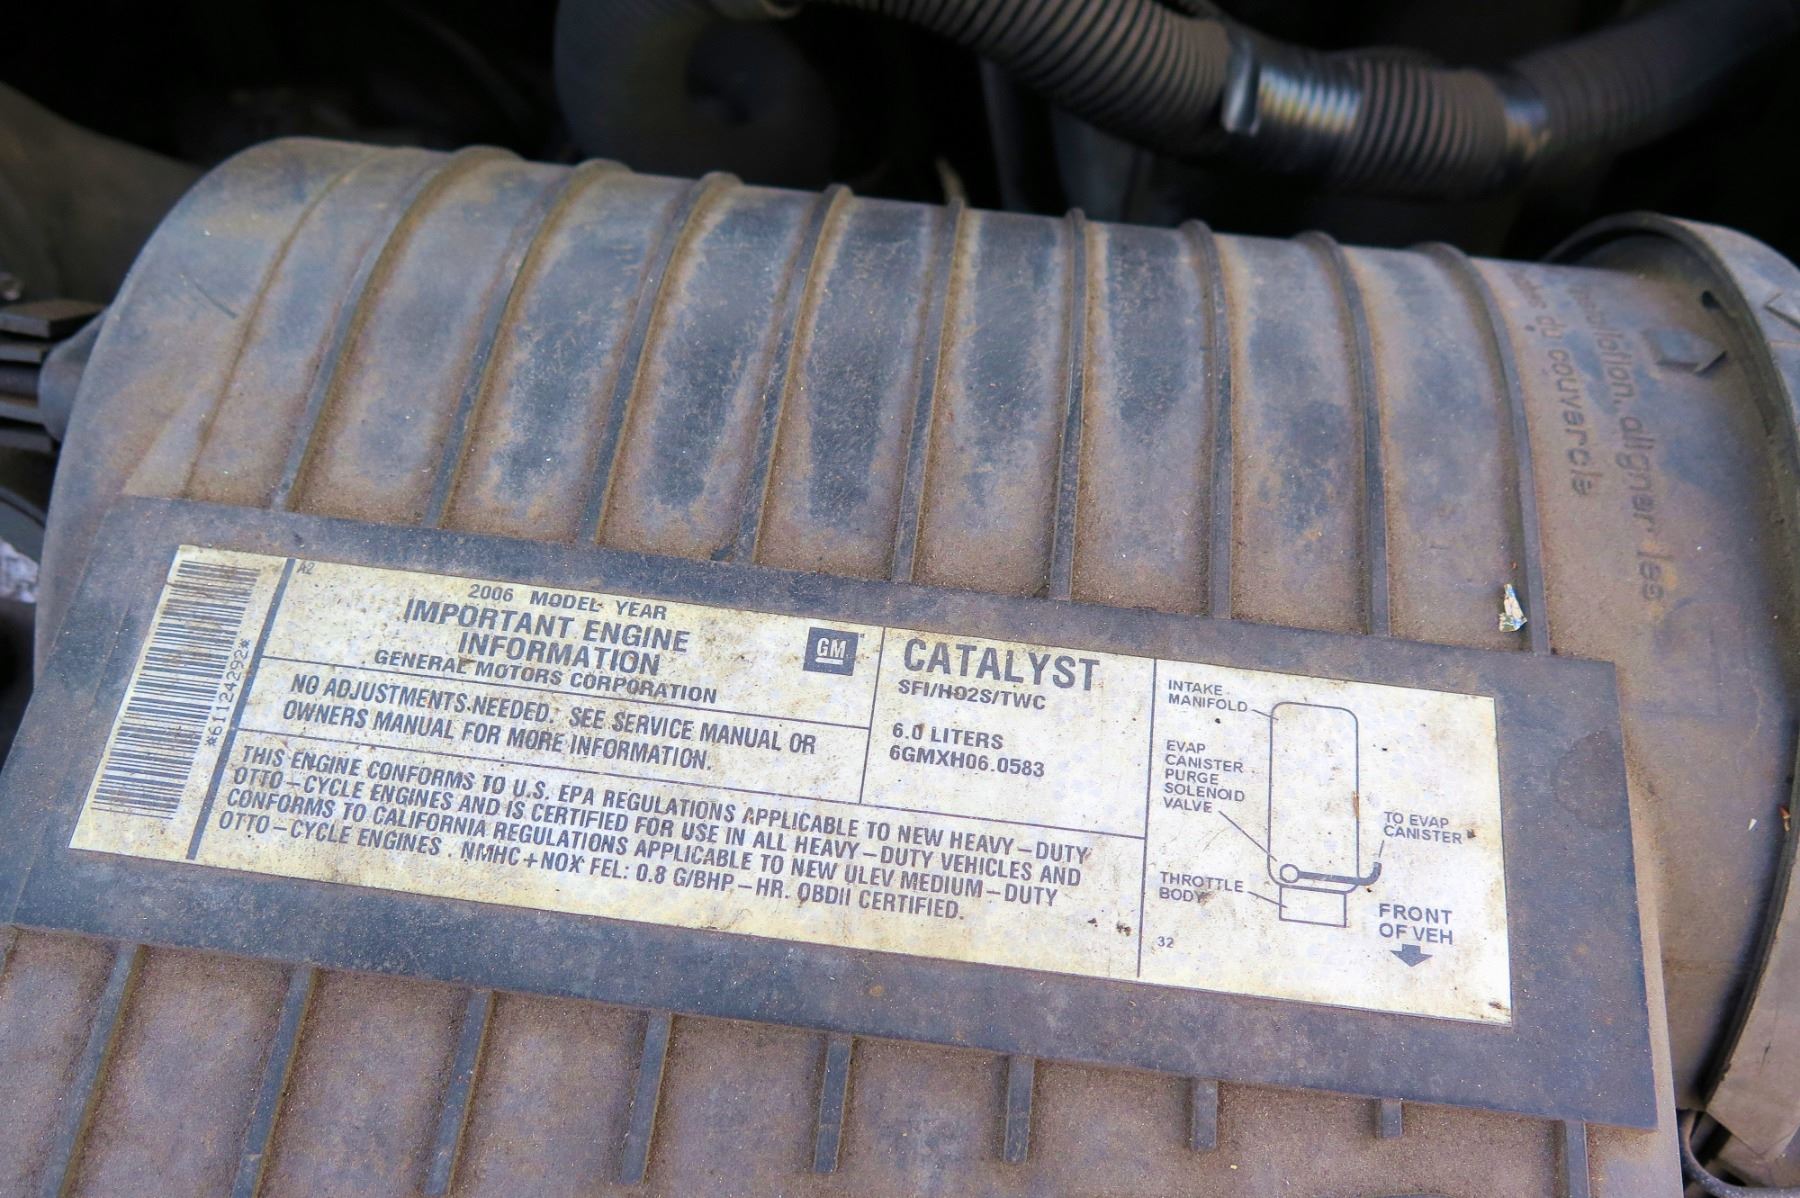 *6I124292*
A2
2006 MODEL YEAR
IMPORTANT ENGINE
INFORMATION
GENERAL MOTORS CORPORATION
GM
NO ADJUSTMENTS NEEDED. SEE SERVICE MANUAL OR
OWNERS MANUAL FOR MORE INFORMATION.
THIS ENGINE CONFORMS TO U.S. EPA REGULATIONS APPLICABLE TO NEW HEAVY-DUTY
OTTO-CYCLE ENGINES AND IS CERTIFIED FOR USE IN ALL HEAVY-DUTY VEHICLES AND
CONFORMS TO CALIFORNIA REGULATIONS APPLICABLE TO NEW ULEV MEDIUM-DUTY
OTTO-CYCLE ENGINES. NMHC+NOX FEL: 0.8 G/BHP-HR. OBDII CERTIFIED.
CATALYST
SFI/HO2S/TWC
6.0 LITERS
6GMXH06.0583
INTAKE
MANIFOLD
EVAP
CANISTER
PURGE
SOLENOID
VALVE
TO EVAP
CANISTER
THROTTLE
BODY
FRONT
OF VEH
32
aligner les
du couvercle